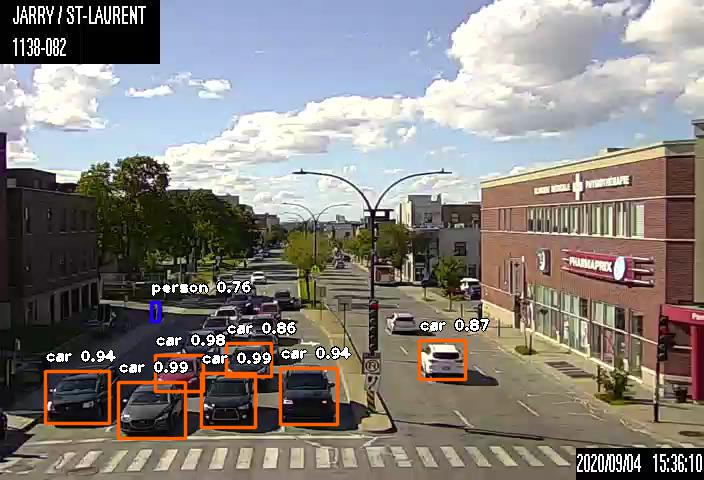 JARRY / ST-LAURENT
1138-082
PHYSIOTHÉRAPIE
person 0.76
PHARMAPRIX
car 0.86
car 0.87
car 0.98
car 0.94
car 0.99
car 0.99
car 0.94
2020/09/04 15:36:10